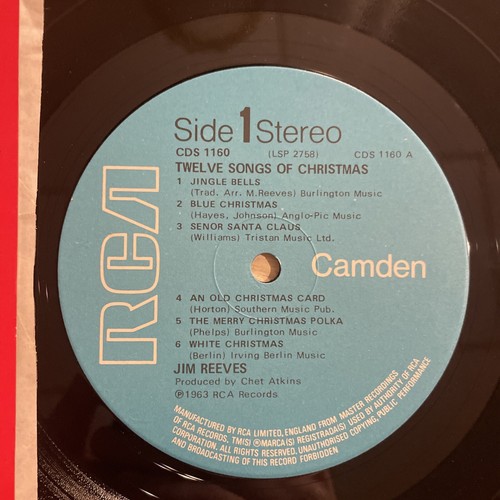 Side 1 Stereo
CDS 1160 (LSP 2758) CDS 1160 A
TWELVE SONGS OF CHRISTMAS
1 JINGLE BELLS
(Trad. Arr. M.Reeves) Burlington Music
2 BLUE CHRISTMAS
(Hayes, Johnson) Anglo-Pic Music
3 SENOR SANTA CLAUS
(Williams) Tristan Music Ltd.
RCA
Camden
4 AN OLD CHRISTMAS CARD
(Horton) Southern Music Pub.
5 THE MERRY CHRISTMAS POLKA
(Phelps) Burlington Music
6 WHITE CHRISTMAS
(Berlin) Irving Berlin Music
JIM REEVES
Produced by Chet Atkins
Ⓟ1963 RCA Records
MANUFACTURED BY RCA LIMITED, ENGLAND FROM MASTER RECORDINGS
OF RCA RECORDS. TM(S) ® MARCA(S) REGISTRADA(S) USED BY AUTHORITY OF RCA
CORPORATION. ALL RIGHTS RESERVED. UNAUTHORISED COPYING, PUBLIC PERFORMANCE
AND BROADCASTING OF THIS RECORD FORBIDDEN